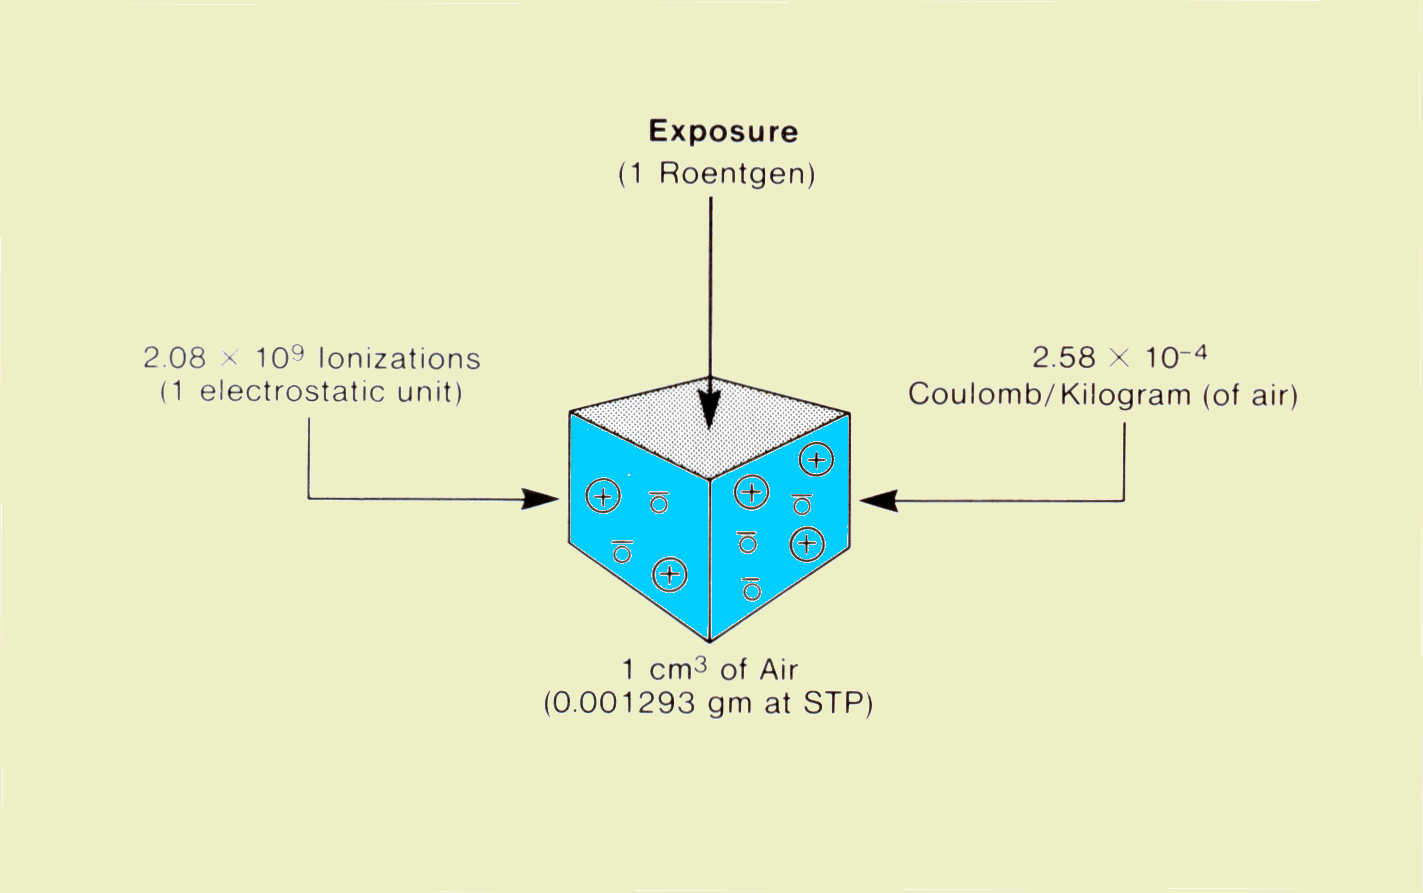 Exposure
(1 Roentgen)
2.08 × 10⁹ Ionizations
(1 electrostatic unit)
2.58 × 10⁻⁴
Coulomb/Kilogram (of air)
1 cm³ of Air
(0.001293 gm at STP)